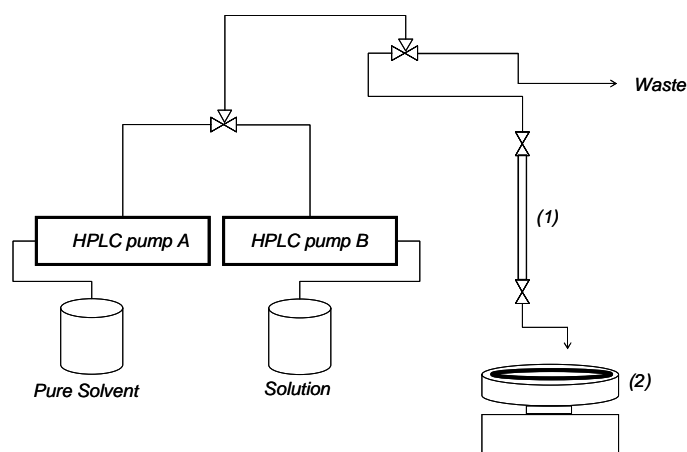 Waste
HPLC pump A
HPLC pump B
(1)
Pure Solvent
Solution
(2)